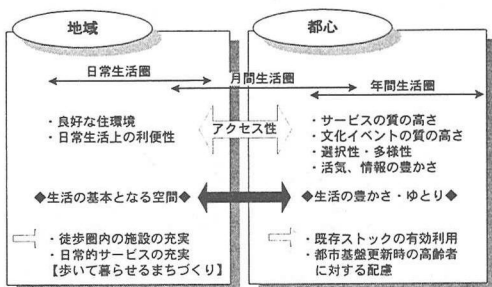 地域
都心
日常生活圏
月間生活圏
年間生活圏
・良好な住環境
・日常生活上の利便性
アクセス性
・サービスの質の高さ
・文化イベントの質の高さ
・選択性・多様性
・活気、情報の豊かさ
◆生活の基本となる空間◆
◆生活の豊かさ・ゆとり◆
・徒歩圏内の施設の充実
・日常的サービスの充実
【歩いて暮らせるまちづくり】
・既存ストックの有効利用
・都市基盤更新時の高齢者
に対する配慮